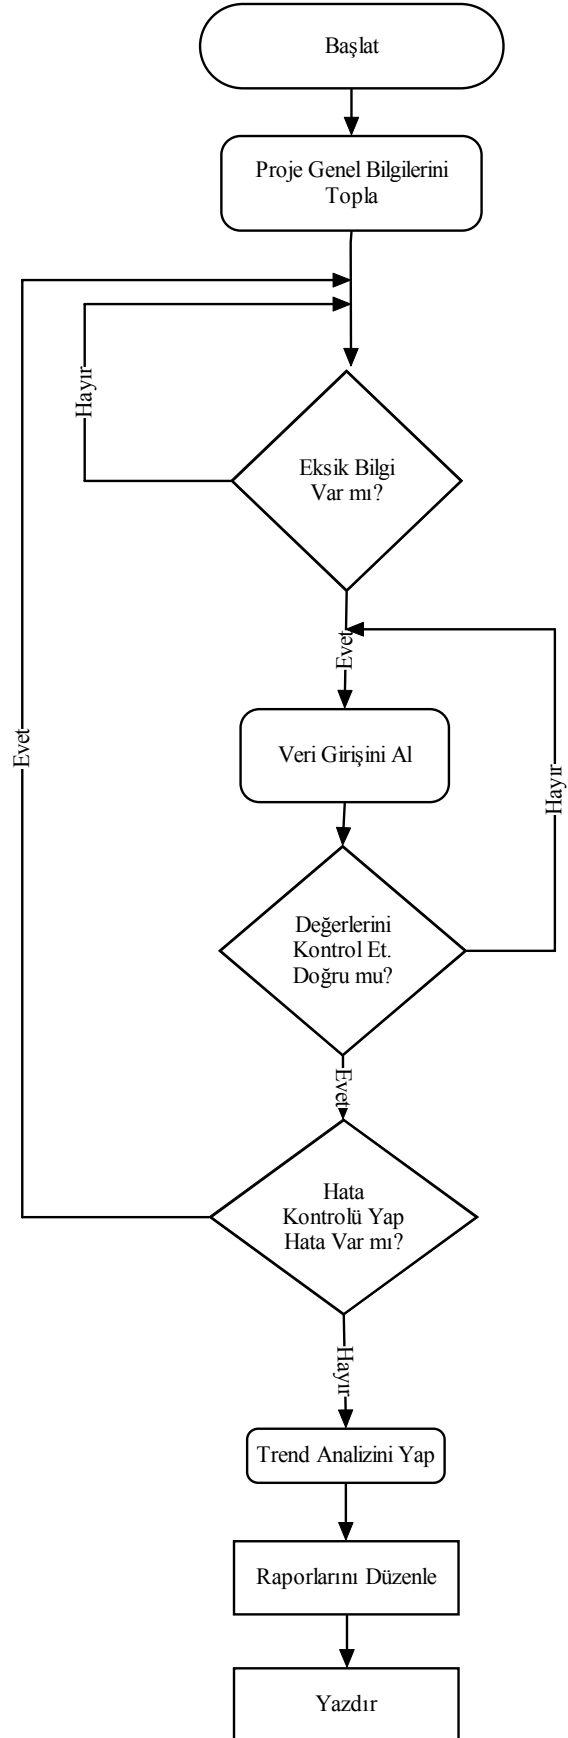 Başlat
Proje Genel Bilgilerini
Topla
Hayır
Eksik Bilgi
Var mı?
Evet
Evet
Veri Girişini Al
Hayır
Değerlerini
Kontrol Et.
Doğru mu?
Evet
Hata
Kontrolü Yap
Hata Var mı?
Hayır
Trend Analizini Yap
Raporlarını Düzenle
Yazdır